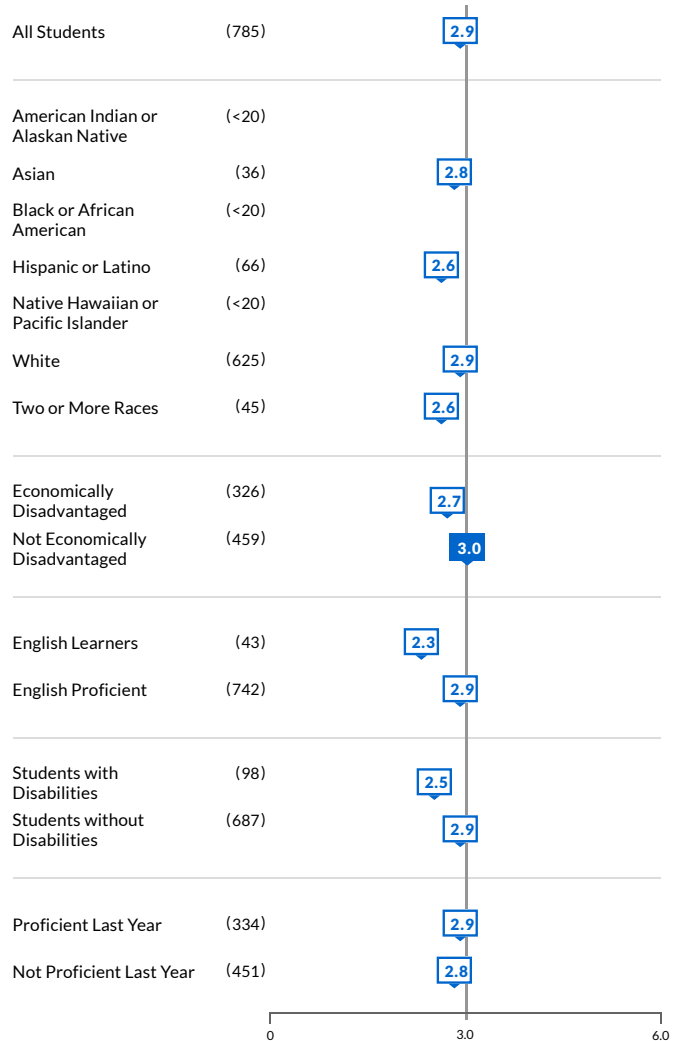 All Students (785) 2.9
American Indian or (<20)
Alaskan Native
Asian (36) 2.8
Black or African (<20)
American
Hispanic or Latino (66) 2.6
Native Hawaiian or (<20)
Pacific Islander
White (625) 2.9
Two or More Races (45) 2.6
Economically (326) 2.7
Disadvantaged
Not Economically (459) 3.0
Disadvantaged
English Learners (43) 2.3
English Proficient (742) 2.9
Students with (98) 2.5
Disabilities
Students without (687) 2.9
Disabilities
Proficient Last Year (334) 2.9
Not Proficient Last Year (451) 2.8
0 3.0 6.0